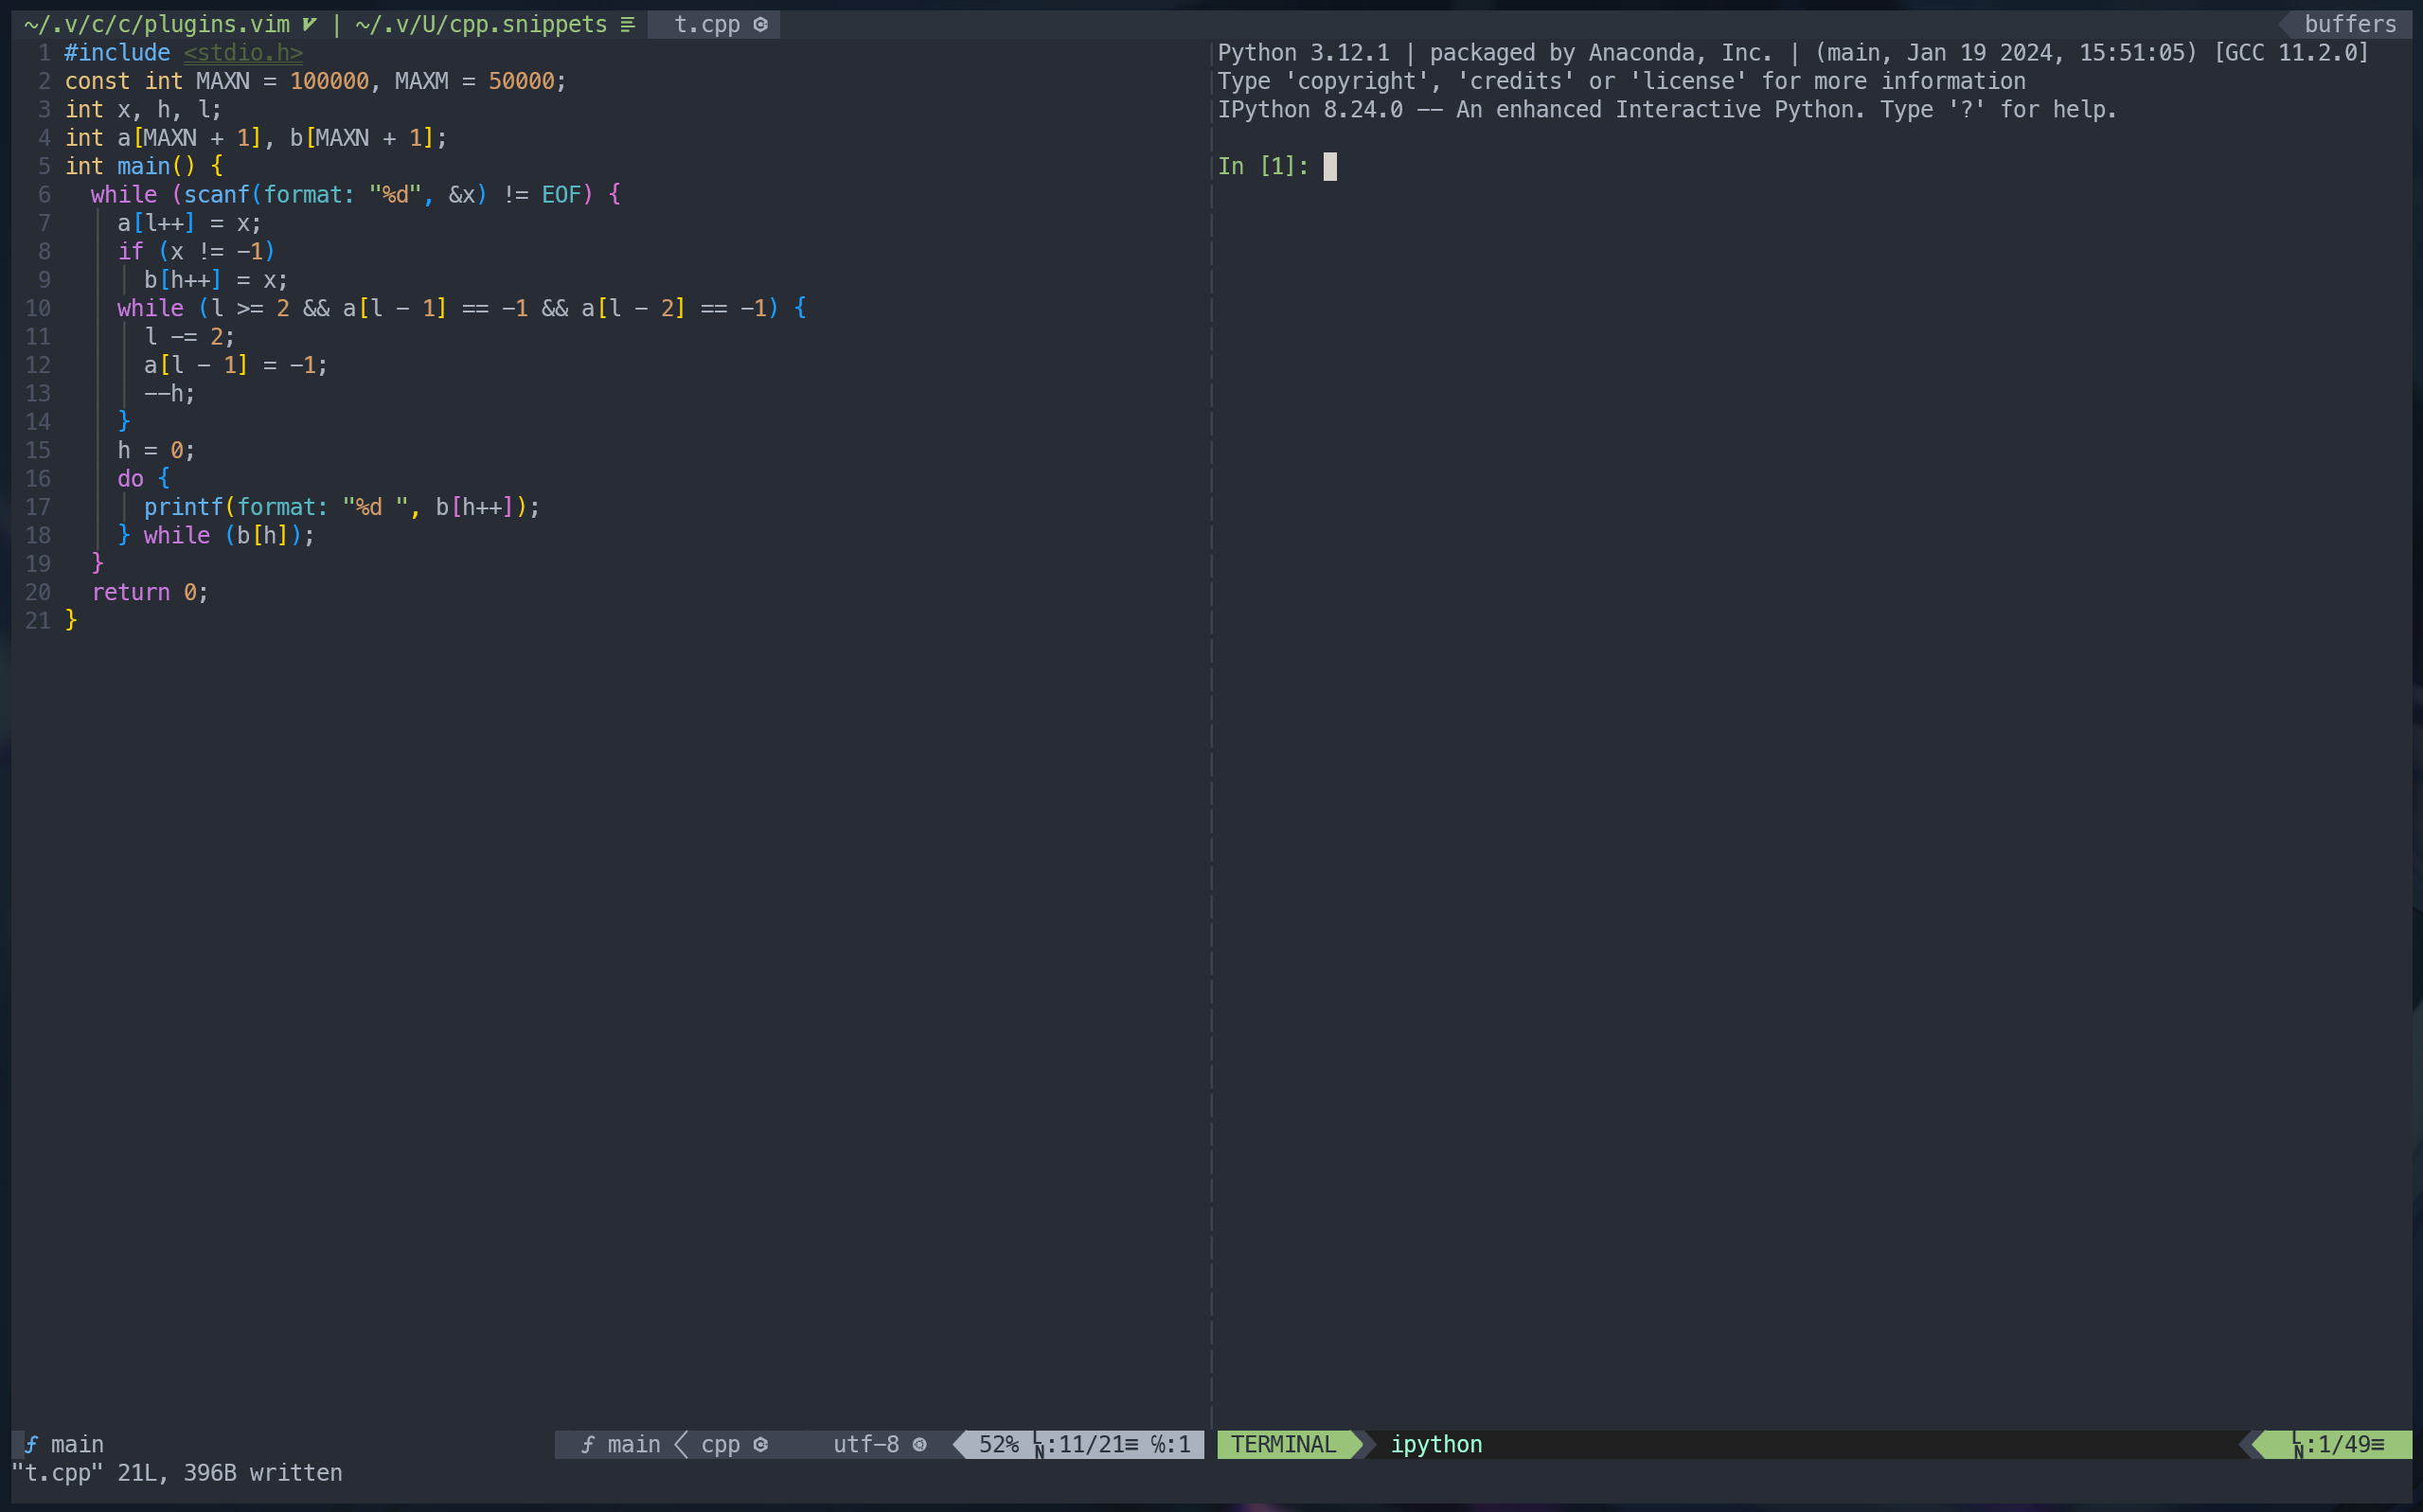 ~/.v/c/c/plugins.vim | ~/.v/U/cpp.snippets t.cpp buffers
1 #include <stdio.h>
2 const int MAXN = 100000, MAXM = 50000;
3 int x, h, l;
4 int a[MAXN + 1], b[MAXN + 1];
5 int main() {
6 while (scanf(format: "%d", &x) != EOF) {
7 a[l++] = x;
8 if (x != -1)
9 b[h++] = x;
10 while (l >= 2 && a[l - 1] == -1 && a[l - 2] == -1) {
11 l -= 2;
12 a[l - 1] = -1;
13 --h;
14 }
15 h = 0;
16 do {
17 printf(format: "%d ", b[h++]);
18 } while (b[h]);
19 }
20 return 0;
21 }
Python 3.12.1 | packaged by Anaconda, Inc. | (main, Jan 19 2024, 15:51:05) [GCC 11.2.0]
Type 'copyright', 'credits' or 'license' for more information
IPython 8.24.0 -- An enhanced Interactive Python. Type '?' for help.
In [1]:
ƒ main ƒ main cpp utf-8 52% LN:11/21≡ ℅:1 TERMINAL ipython LN:1/49≡
"t.cpp" 21L, 396B written